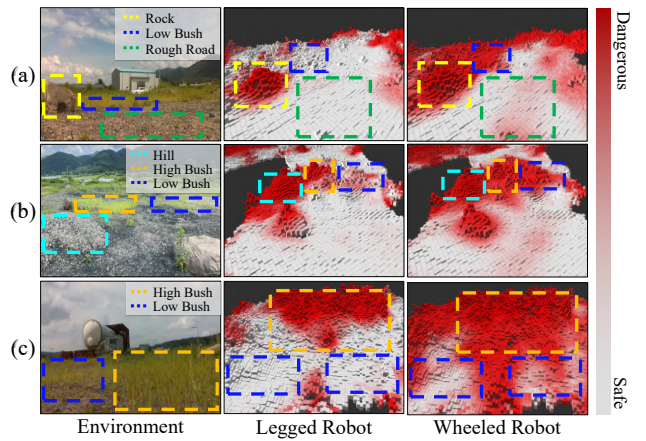 Rock
Low Bush
Rough Road
(a)
Hill
High Bush
Low Bush
(b)
High Bush
Low Bush
(c)
Environment
Legged Robot
Wheeled Robot
Dangerous
Safe